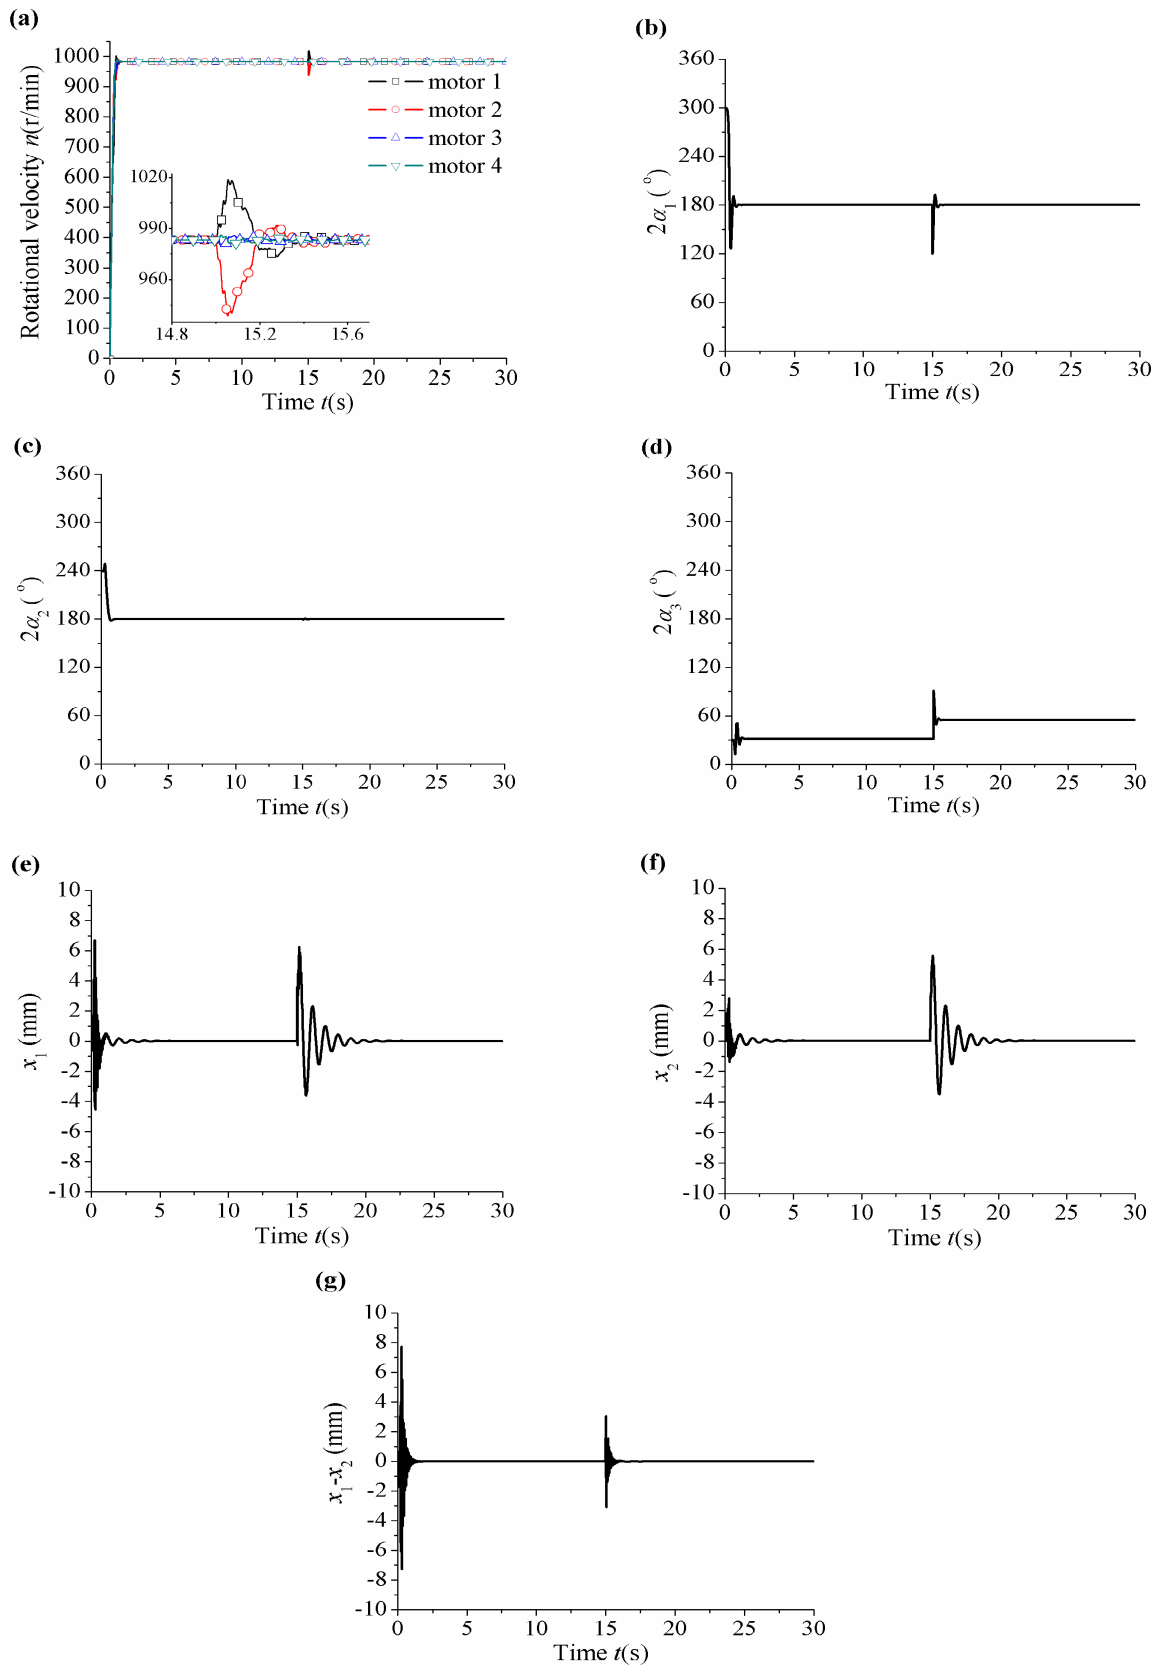 (a)
Rotational velocity n(r/min)
1000
900
800
700
600
500
400
300
200
100
0
motor 1
motor 2
motor 3
motor 4
1020
990
960
14.8 15.2 15.6
0 5 10 15 20 25 30
Time t(s)
(b)
2α1 (°)
360
300
240
180
120
60
0
0 5 10 15 20 25 30
Time t(s)
(c)
2α2 (°)
360
300
240
180
120
60
0
0 5 10 15 20 25 30
Time t(s)
(d)
2α3 (°)
360
300
240
180
120
60
0
0 5 10 15 20 25 30
Time t(s)
(e)
x1 (mm)
10
8
6
4
2
0
-2
-4
-6
-8
-10
0 5 10 15 20 25 30
Time t(s)
(f)
x2 (mm)
10
8
6
4
2
0
-2
-4
-6
-8
-10
0 5 10 15 20 25 30
Time t(s)
(g)
x1-x2 (mm)
10
8
6
4
2
0
-2
-4
-6
-8
-10
0 5 10 15 20 25 30
Time t(s)